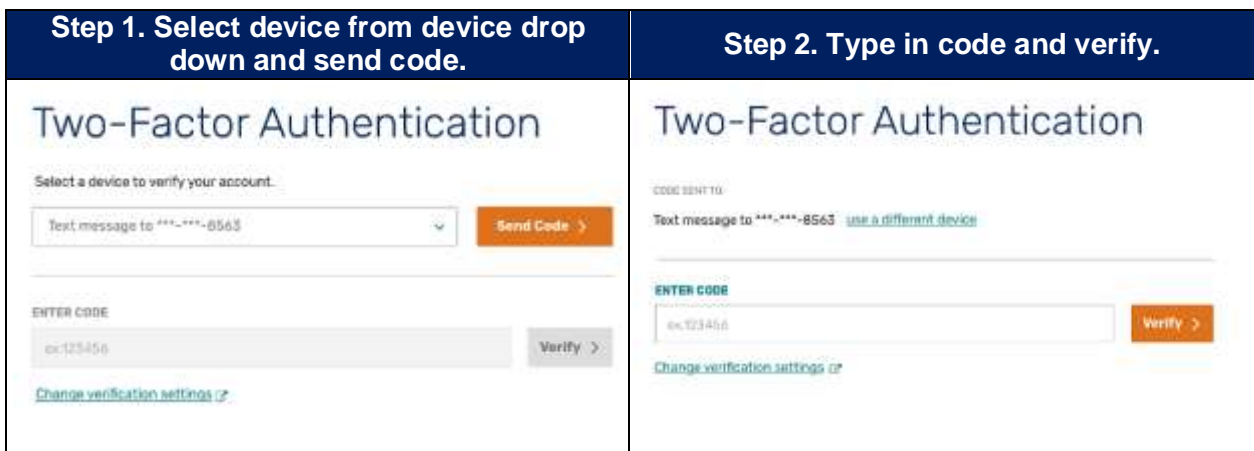 Step 1. Select device from device drop
down and send code.
Step 2. Type in code and verify.
Two-Factor Authentication
Select a device to verify your account.
Text message to ***-***-8563
Send Code >
ENTER CODE
ex:123456
Verify >
Change verification settings
Two-Factor Authentication
CODE SENT TO:
Text message to ***-***-8563 use a different device
ENTER CODE
ex:123456
Verify >
Change verification settings